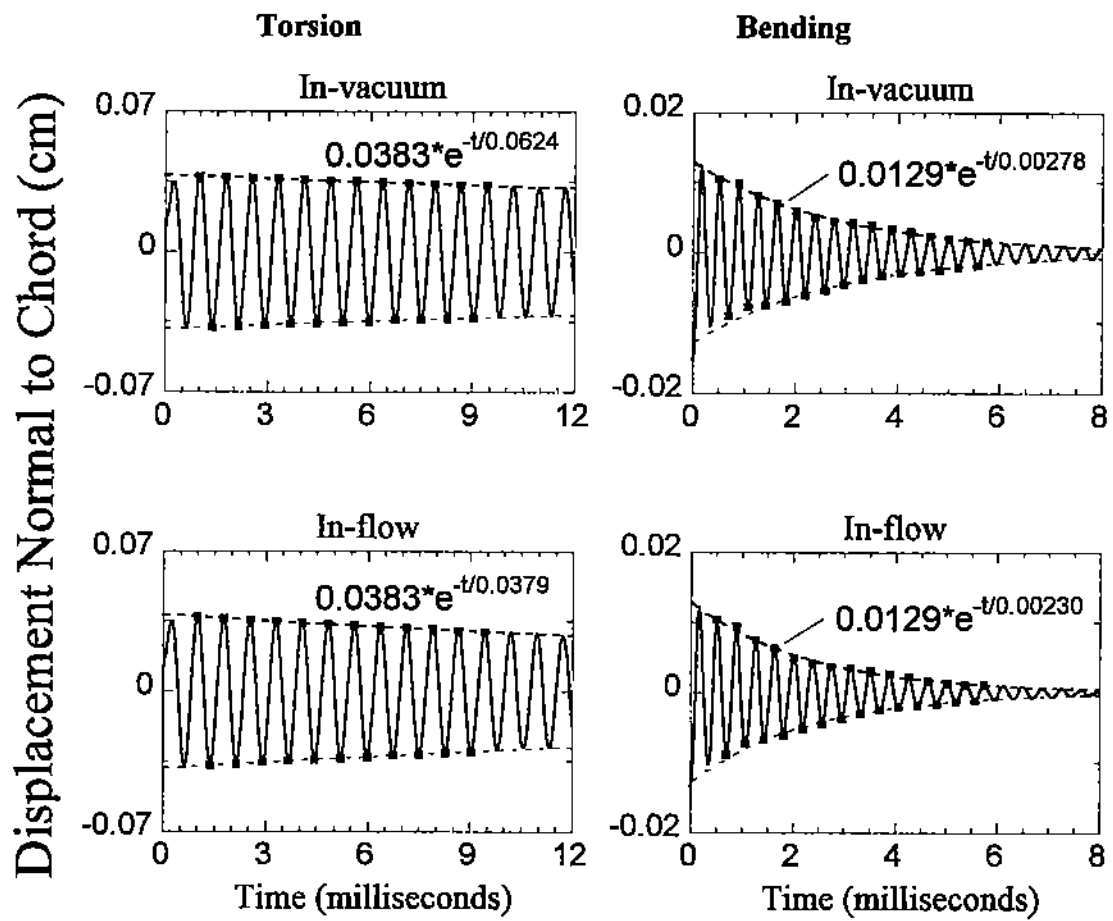 Torsion
Bending
Displacement Normal to Chord (cm)
In-vacuum
0.07
0.0383*e^-t/0.0624
0
-0.07
0 3 6 9 12
In-vacuum
0.02
0.0129*e^-t/0.00278
0
-0.02
0 2 4 6 8
In-flow
0.07
0.0383*e^-t/0.0379
0
-0.07
0 3 6 9 12
Time (milliseconds)
In-flow
0.02
0.0129*e^-t/0.00230
0
-0.02
0 2 4 6 8
Time (milliseconds)